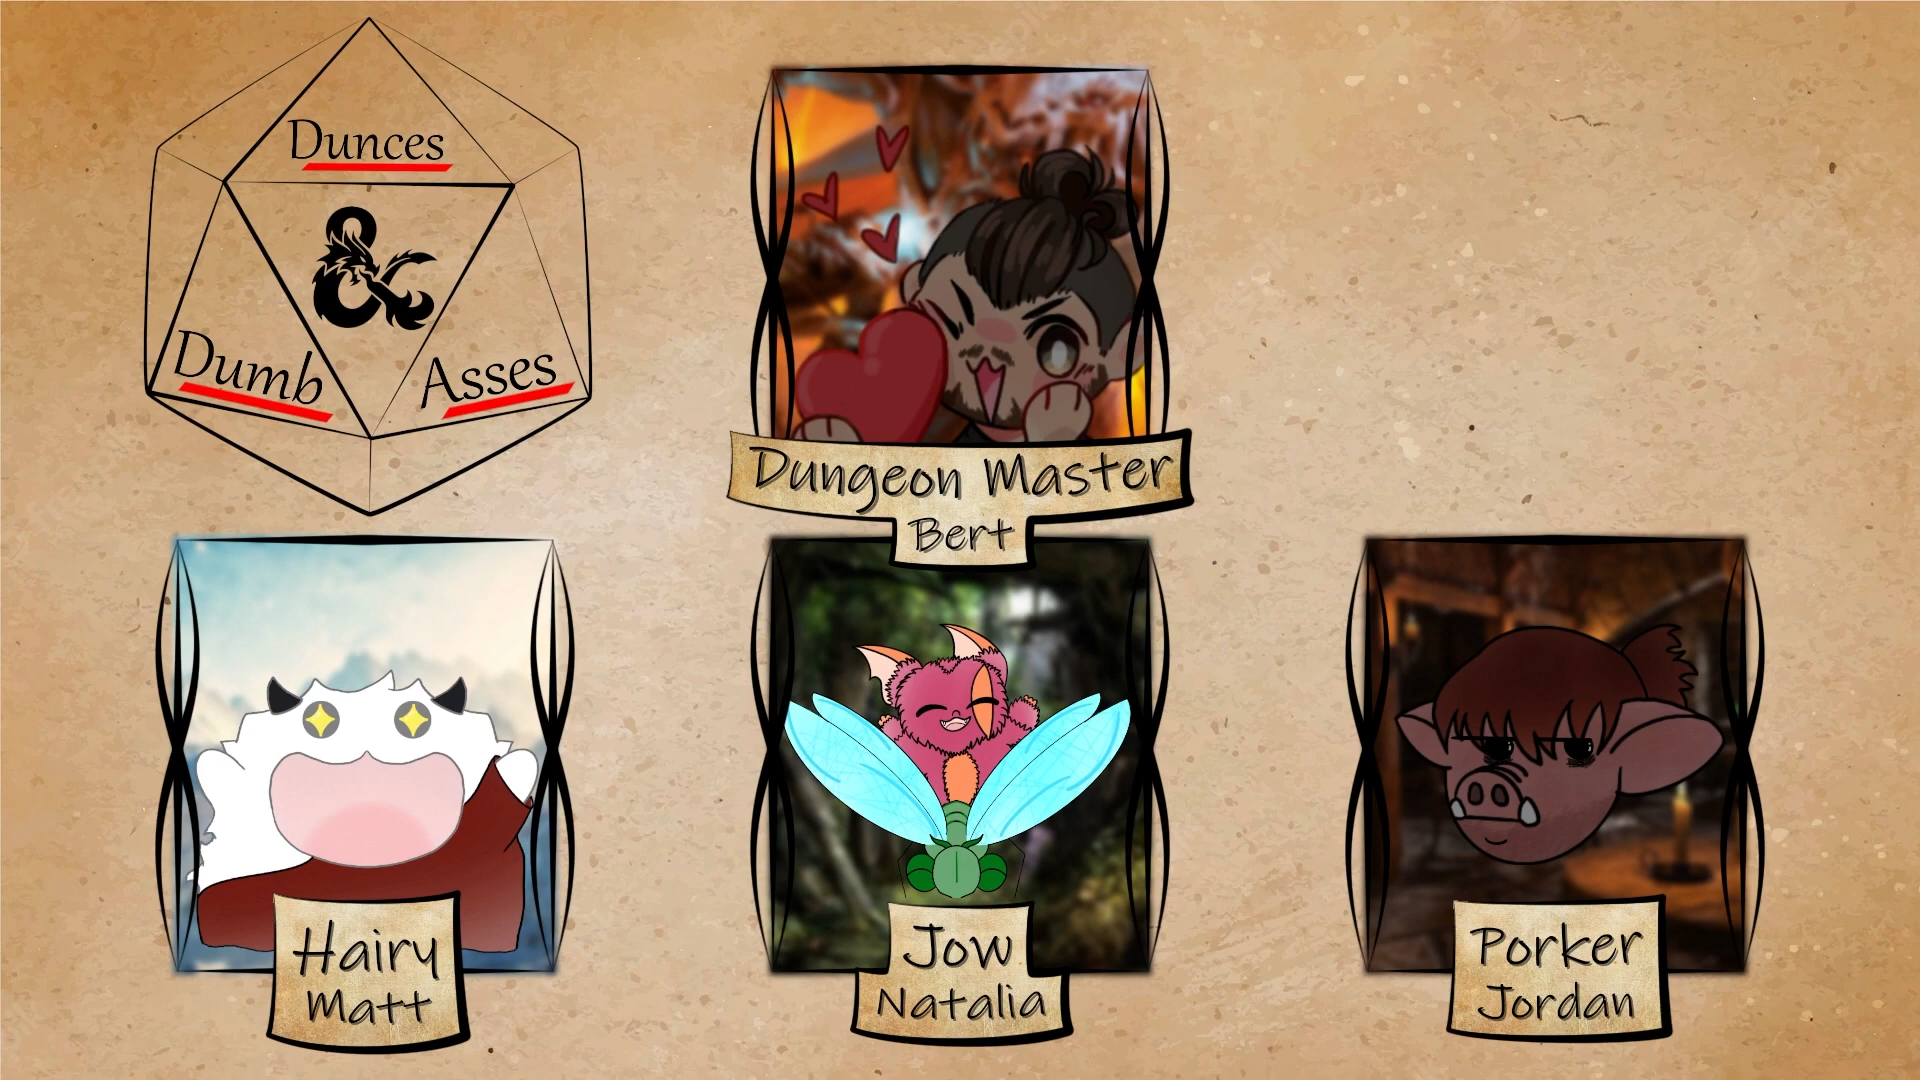 Dunces
&
Dumb
Asses
Dungeon Master
Bert
Hairy
Matt
Jow
Natalia
Porker
Jordan